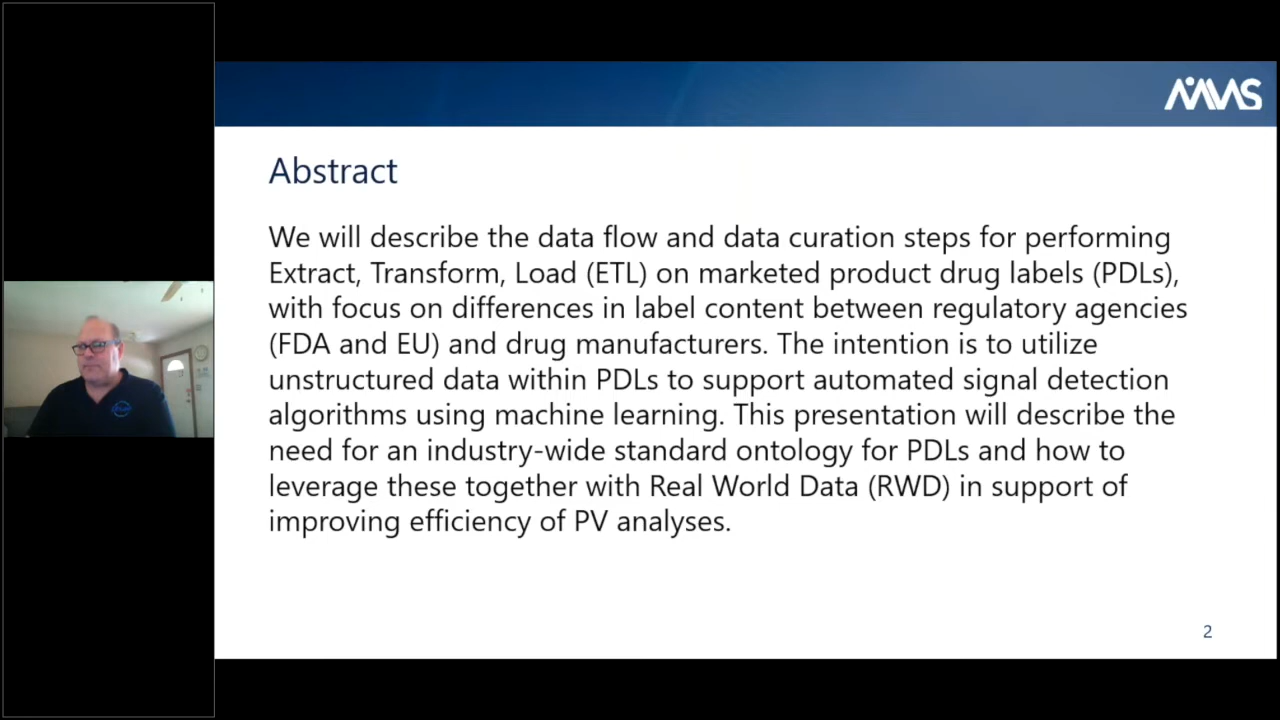 MMS
Abstract
We will describe the data flow and data curation steps for performing
Extract, Transform, Load (ETL) on marketed product drug labels (PDLs),
with focus on differences in label content between regulatory agencies
(FDA and EU) and drug manufacturers. The intention is to utilize
unstructured data within PDLs to support automated signal detection
algorithms using machine learning. This presentation will describe the
need for an industry-wide standard ontology for PDLs and how to
leverage these together with Real World Data (RWD) in support of
improving efficiency of PV analyses.
2